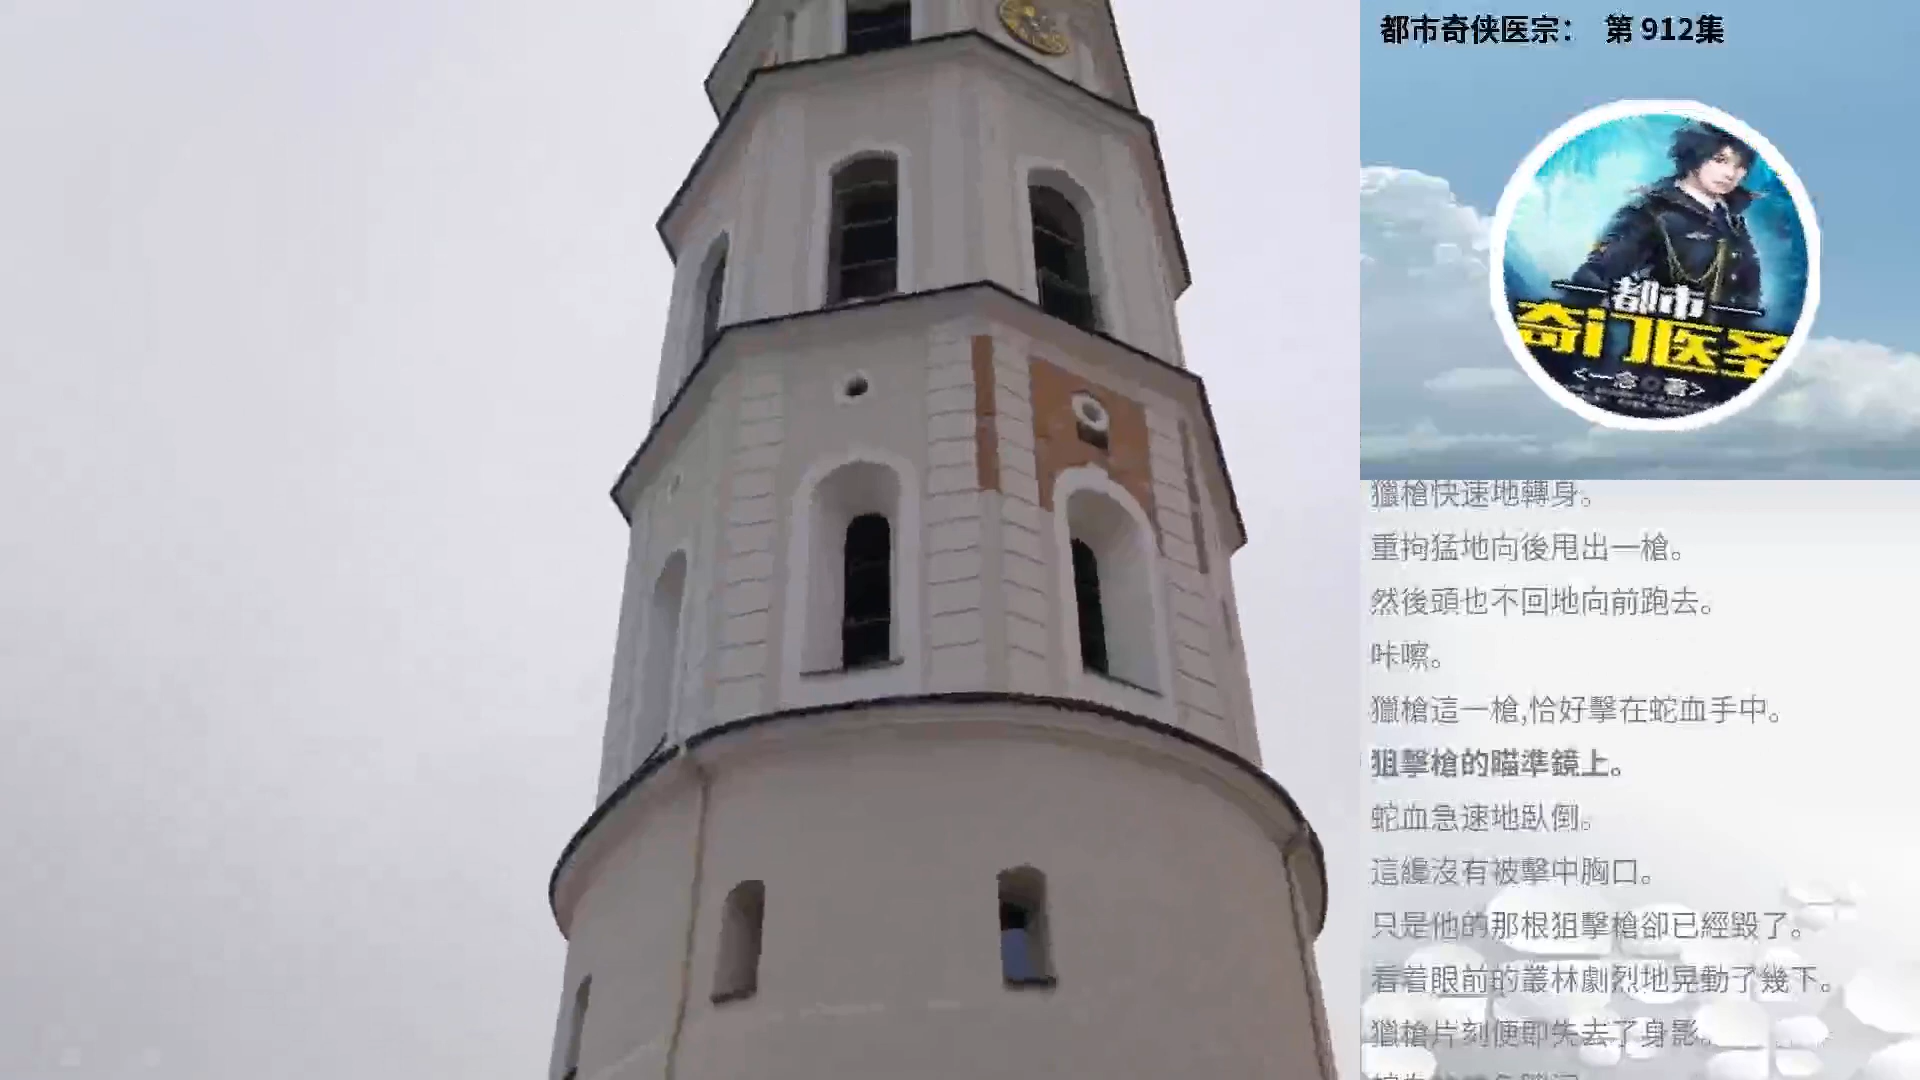 都市奇侠医宗： 第 912集
都市
奇门医圣
<一念 著>
獵槍快速地轉身。
重拘猛地向後甩出一槍。
然後頭也不回地向前跑去。
咔嚓。
獵槍這一槍,恰好擊在蛇血手中。
狙擊槍的瞄準鏡上。
蛇血急速地臥倒。
這纔沒有被擊中胸口。
只是他的那根狙擊槍卻已經毀了。
看着眼前的叢林劇烈地晃動了幾下。
獵槍片刻便即失去了身影。